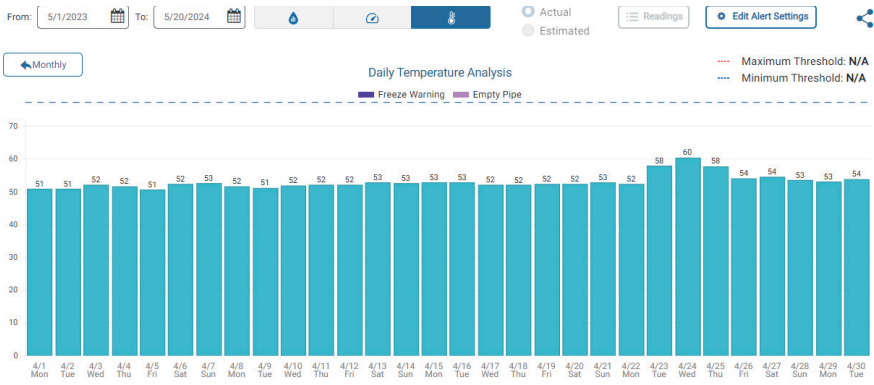 From: 5/1/2023 To: 5/20/2024 Actual Estimated Readings Edit Alert Settings
Monthly
Daily Temperature Analysis
Maximum Threshold: N/A
Minimum Threshold: N/A
Freeze Warning Empty Pipe
70
60
50
40
30
20
10
0
51 51 52 52 51 52 53 52 51 52 52 52 53 53 53 53 52 52 52 52 53 52 58 60 58 54 54 53 53 54
4/1 4/2 4/3 4/4 4/5 4/6 4/7 4/8 4/9 4/10 4/11 4/12 4/13 4/14 4/15 4/16 4/17 4/18 4/19 4/20 4/21 4/22 4/23 4/24 4/25 4/26 4/27 4/28 4/29 4/30
Mon Tue Wed Thu Fri Sat Sun Mon Tue Wed Thu Fri Sat Sun Mon Tue Wed Thu Fri Sat Sun Mon Tue Wed Thu Fri Sat Sun Mon Tue